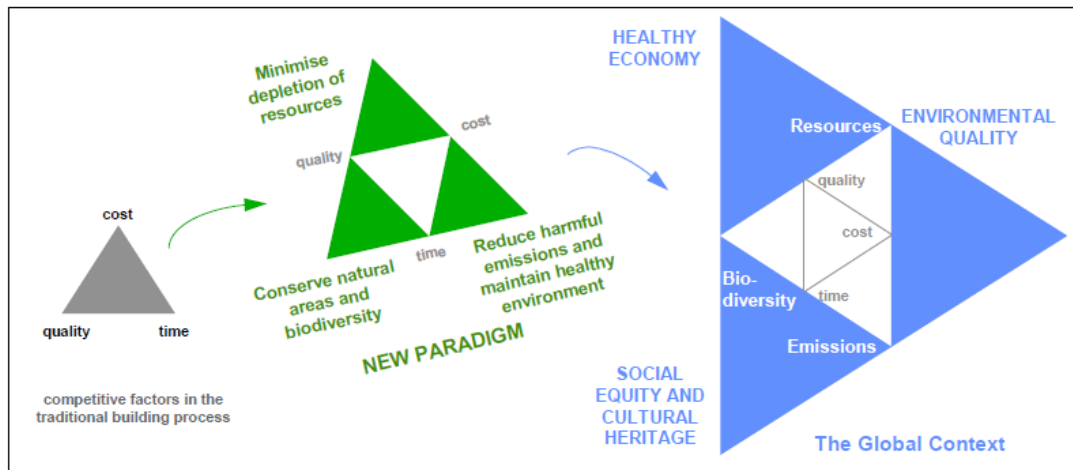 cost
quality
time
competitive factors in the
traditional building process
Minimise
depletion of
resources
cost
quality
time
Conserve natural
areas and
biodiversity
Reduce harmful
emissions and
maintain healthy
environment
NEW PARADIGM
HEALTHY
ECONOMY
Resources
ENVIRONMENTAL
QUALITY
quality
cost
time
Bio-
diversity
Emissions
SOCIAL
EQUITY AND
CULTURAL
HERITAGE
The Global Context